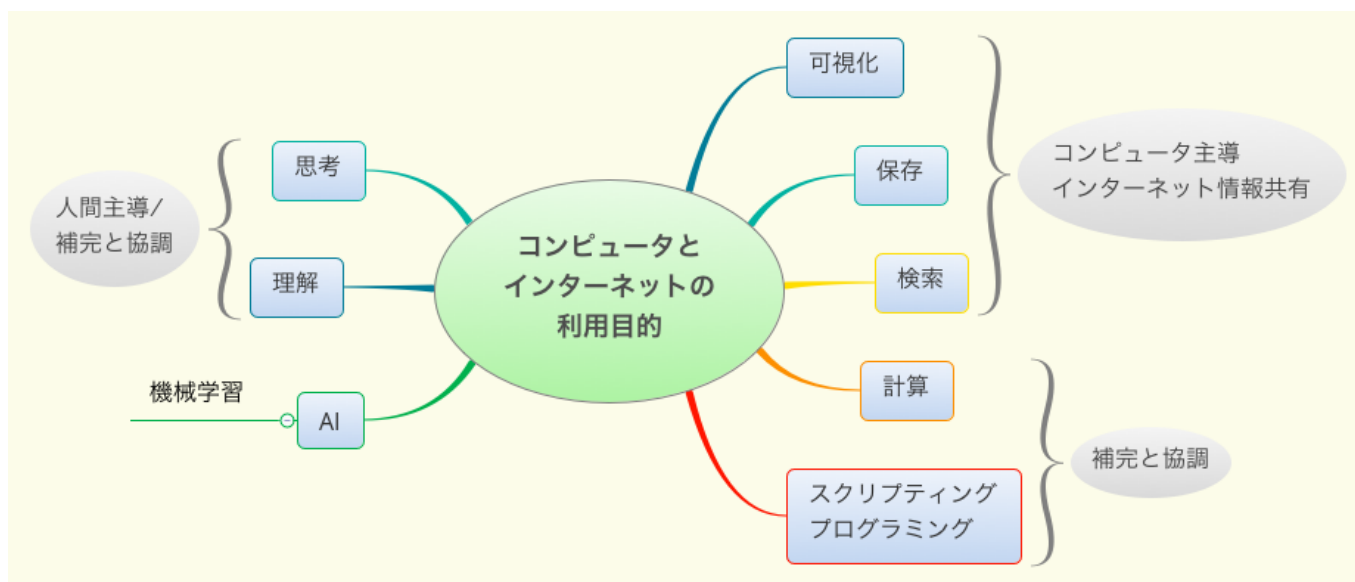 コンピュータと
インターネットの
利用目的
可視化
保存
検索
コンピュータ主導
インターネット情報共有
計算
スクリプティング
プログラミング
補完と協調
思考
理解
人間主導/
補完と協調
AI
機械学習